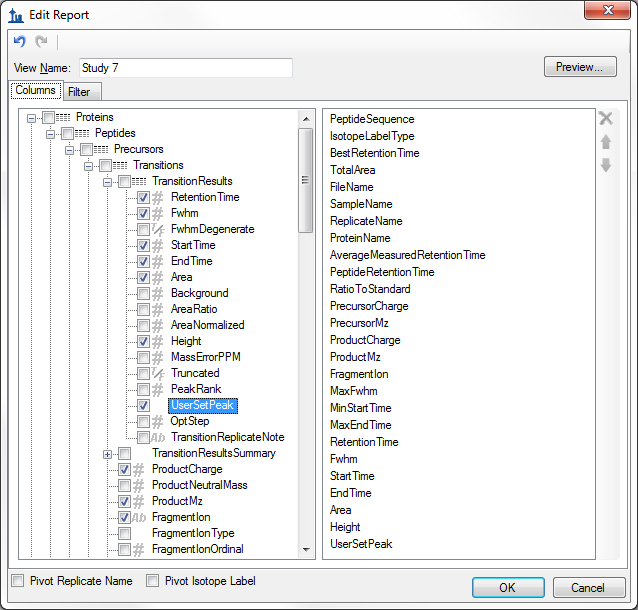 Edit Report
View Name: Study 7
Preview...
Columns
Filter
Proteins
Peptides
Precursors
Transitions
TransitionResults
# RetentionTime
# Fwhm
FwhmDegenerate
# StartTime
# EndTime
# Area
# Background
# AreaRatio
# AreaNormalized
# Height
# MassErrorPPM
Truncated
# PeakRank
UserSetPeak
# OptStep
Ab TransitionReplicateNote
TransitionResultsSummary
# ProductCharge
# ProductNeutralMass
# ProductMz
Ab FragmentIon
FragmentIonType
# FragmentIonOrdinal
PeptideSequence
IsotopeLabelType
BestRetentionTime
TotalArea
FileName
SampleName
ReplicateName
ProteinName
AverageMeasuredRetentionTime
PeptideRetentionTime
RatioToStandard
PrecursorCharge
PrecursorMz
ProductCharge
ProductMz
FragmentIon
MaxFwhm
MinStartTime
MaxEndTime
RetentionTime
Fwhm
StartTime
EndTime
Area
Height
UserSetPeak
Pivot Replicate Name
Pivot Isotope Label
OK
Cancel